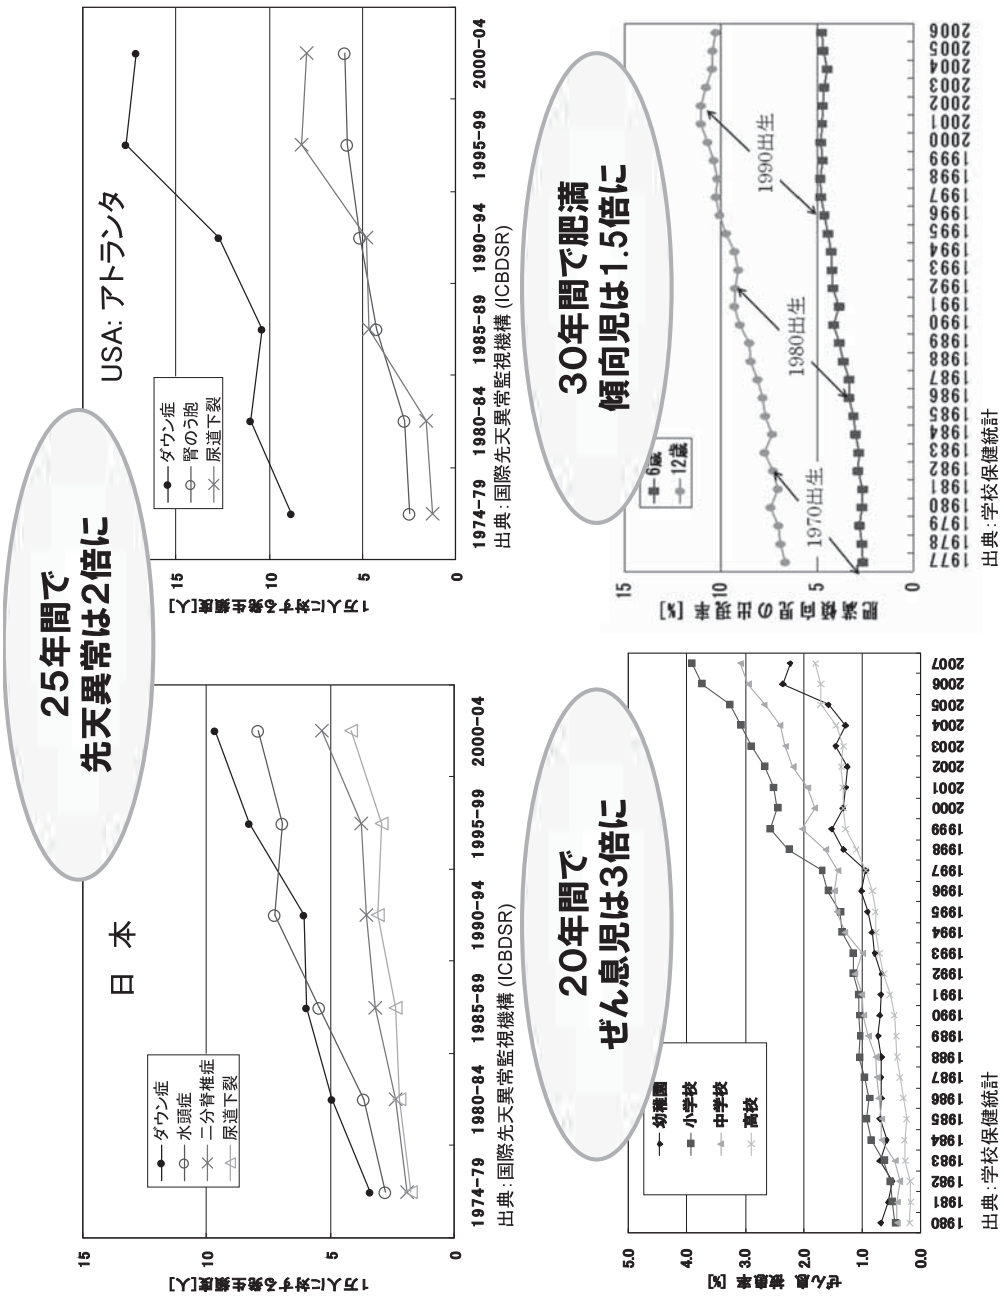 25年間で
先天異常は2倍に
日 本
ダウン症
水頭症
二分脊椎症
尿道下裂
1万人に対する発生頻度[人]
15
10
5
0
1974-79
1980-84
1985-89
1990-94
1995-99
2000-04
出典：国際先天異常監視機構（ICBDSR）
USA: アトランタ
ダウン症
腎のう胞
尿道下裂
1万人に対する発生頻度[人]
15
10
5
0
1974-79
1980-84
1985-89
1990-94
1995-99
2000-04
出典：国際先天異常監視機構（ICBDSR）
20年間で
ぜん息児は3倍に
幼稚園
小学校
中学校
高校
ぜん息 被患率 [%]
5.0
4.0
3.0
2.0
1.0
0.0
1980
1981
1982
1983
1984
1985
1986
1987
1988
1989
1990
1991
1992
1993
1994
1995
1996
1997
1998
1999
2000
2001
2002
2003
2004
2005
2006
2007
出典：学校保健統計
30年間で肥満
傾向児は1.5倍に
6歳
12歳
肥満傾向児の出現率 [%]
15
10
5
0
1970出生
1980出生
1990出生
1977
1978
1979
1980
1981
1982
1983
1984
1985
1986
1987
1988
1989
1990
1991
1992
1993
1994
1995
1996
1997
1998
1999
2000
2001
2002
2003
2004
2005
2006
出典：学校保健統計